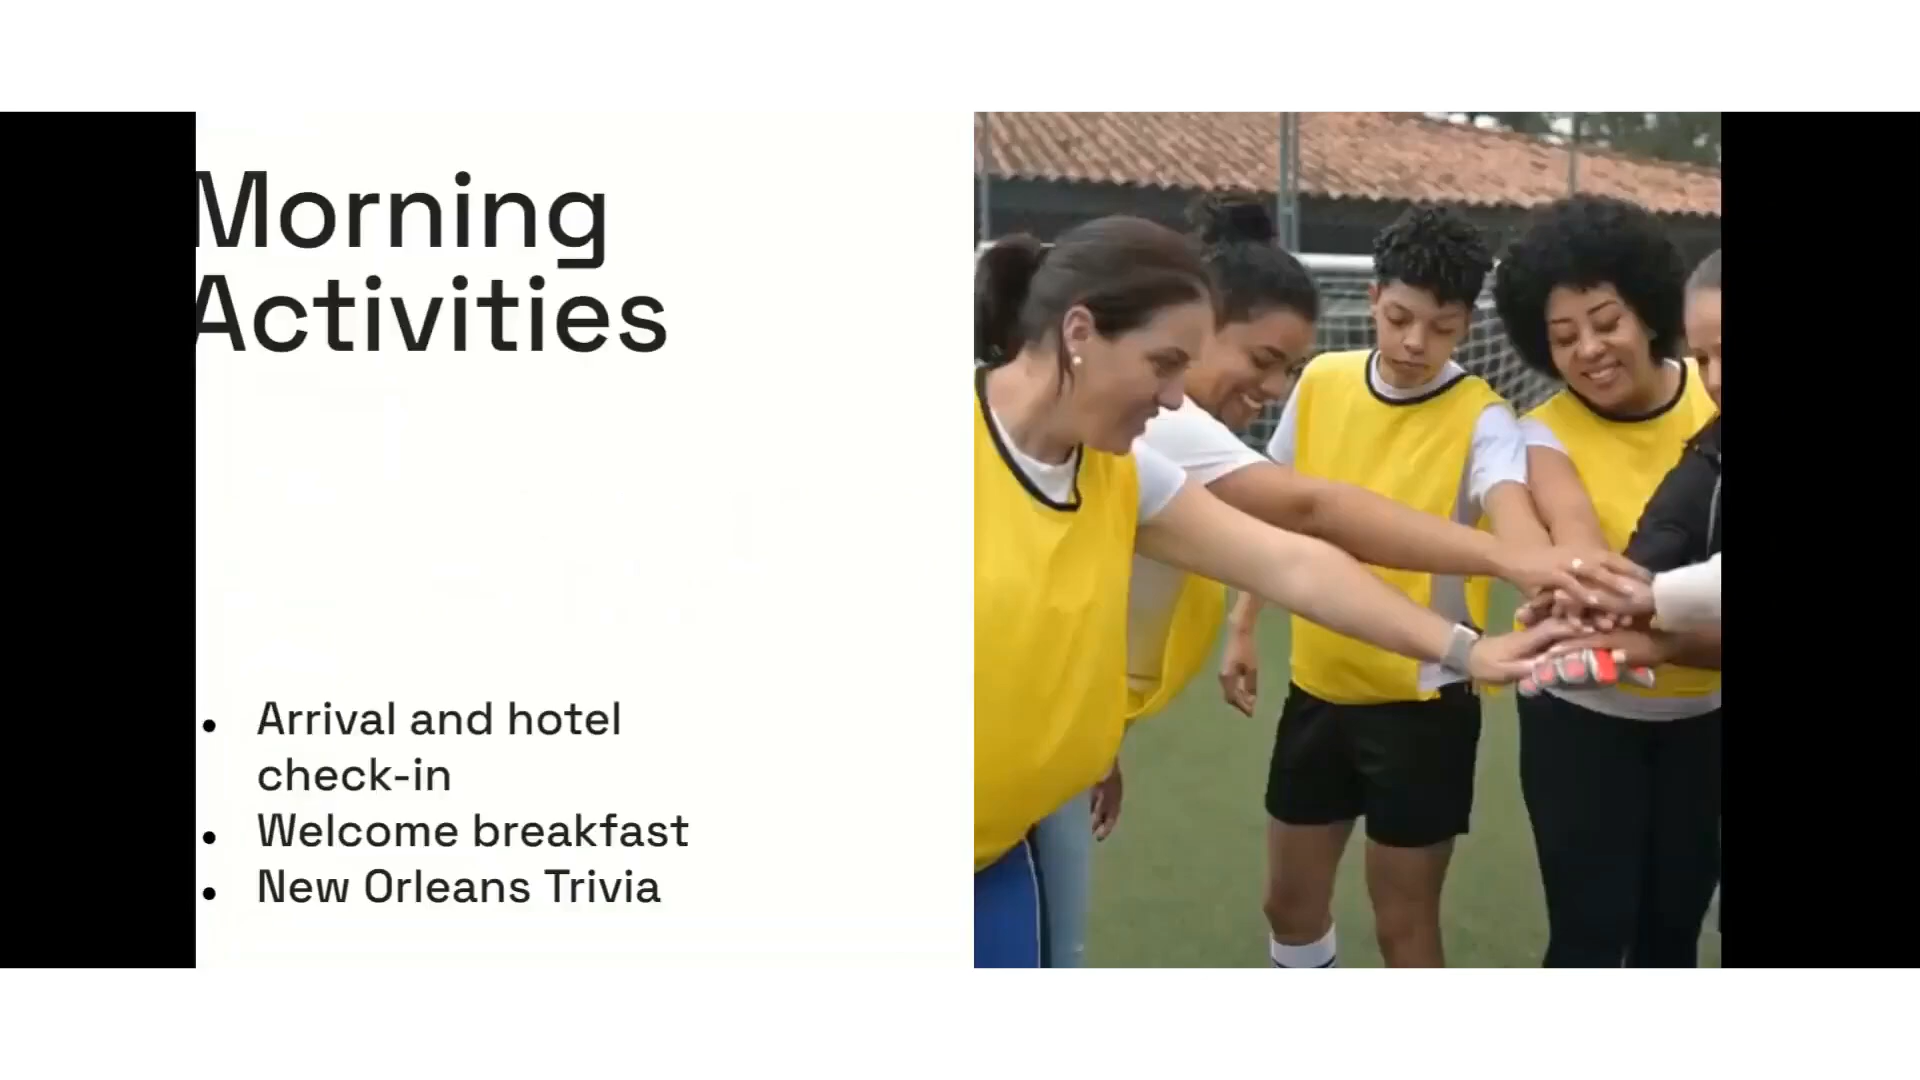 Morning
Activities
• Arrival and hotel
check-in
• Welcome breakfast
• New Orleans Trivia